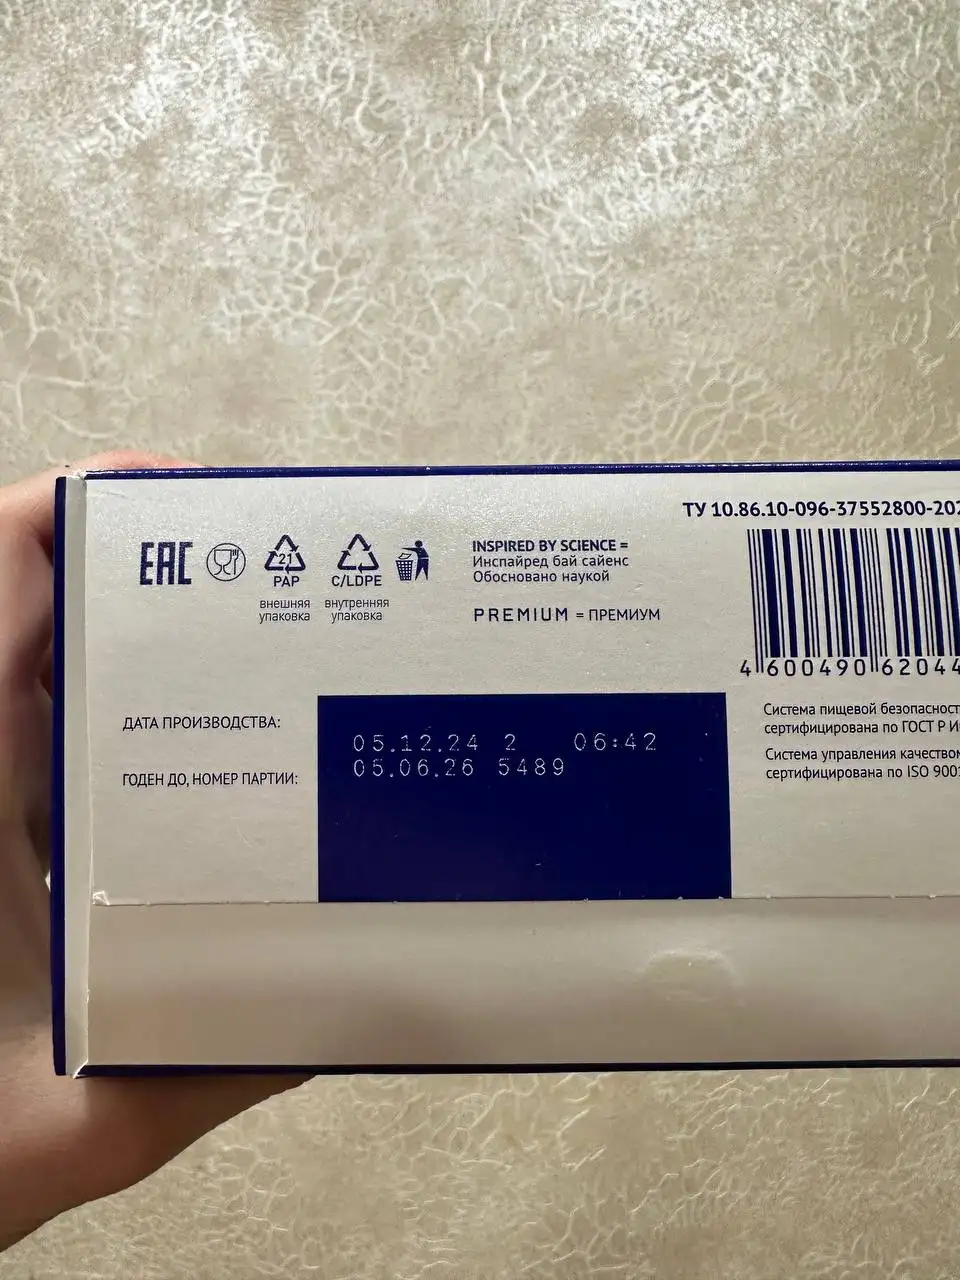 ТУ 10.86.10-096-37552800-202
EAC
21
PAP
внешняя
упаковка
C/LDPE
внутренняя
упаковка
INSPIRED BY SCIENCE =
Инспайред бай сайенс
Обосновано наукой
PREMIUM = ПРЕМИУМ
4 600490 62044
ДАТА ПРОИЗВОДСТВА:
05.12.24 2 06:42
ГОДЕН ДО, НОМЕР ПАРТИИ:
05.06.26 5489
Система пищевой безопасност
сертифицирована по ГОСТ Р И
Система управления качеством
сертифицирована по ISO 9001